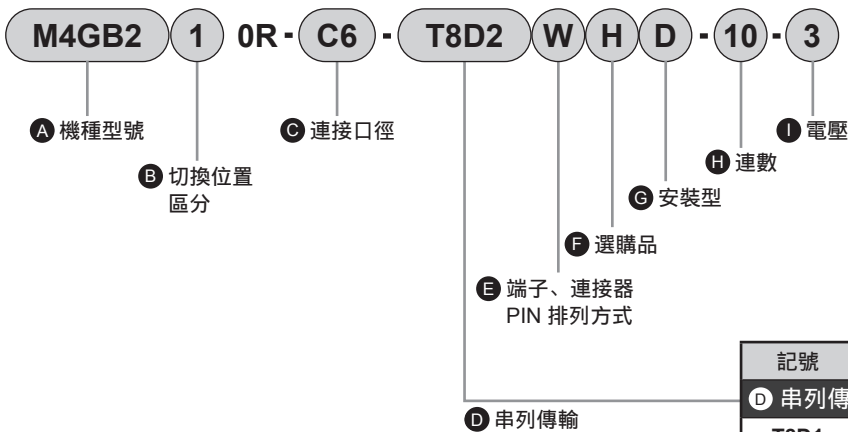 M4GB2 1 0R - C6 - T8D2 W H D - 10 - 3
A 機種型號
C 連接口徑
I 電壓
B 切換位置
區分
H 連數
G 安裝型
F 選購品
E 端子、連接器
PIN 排列方式
記號
D 串列傳
D 串列傳輸